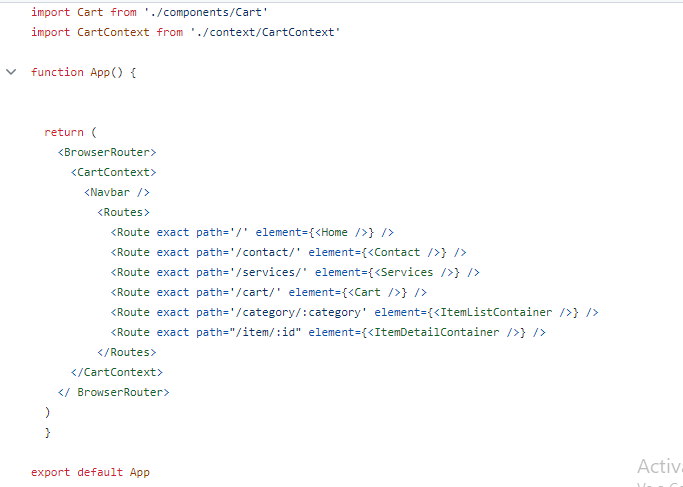 import Cart from './components/Cart'
import CartContext from './context/CartContext'
function App() {
return (
<BrowserRouter>
<CartContext>
<Navbar />
<Routes>
<Route exact path='/' element={<Home />} />
<Route exact path='/contact/' element={<Contact />} />
<Route exact path='/services/' element={<Services />} />
<Route exact path='/cart/' element={<Cart />} />
<Route exact path='/category/:category' element={<ItemListContainer />} />
<Route exact path="/item/:id" element={<ItemDetailContainer />} />
</Routes>
</CartContext>
</ BrowserRouter>
)
}
export default App
Activ